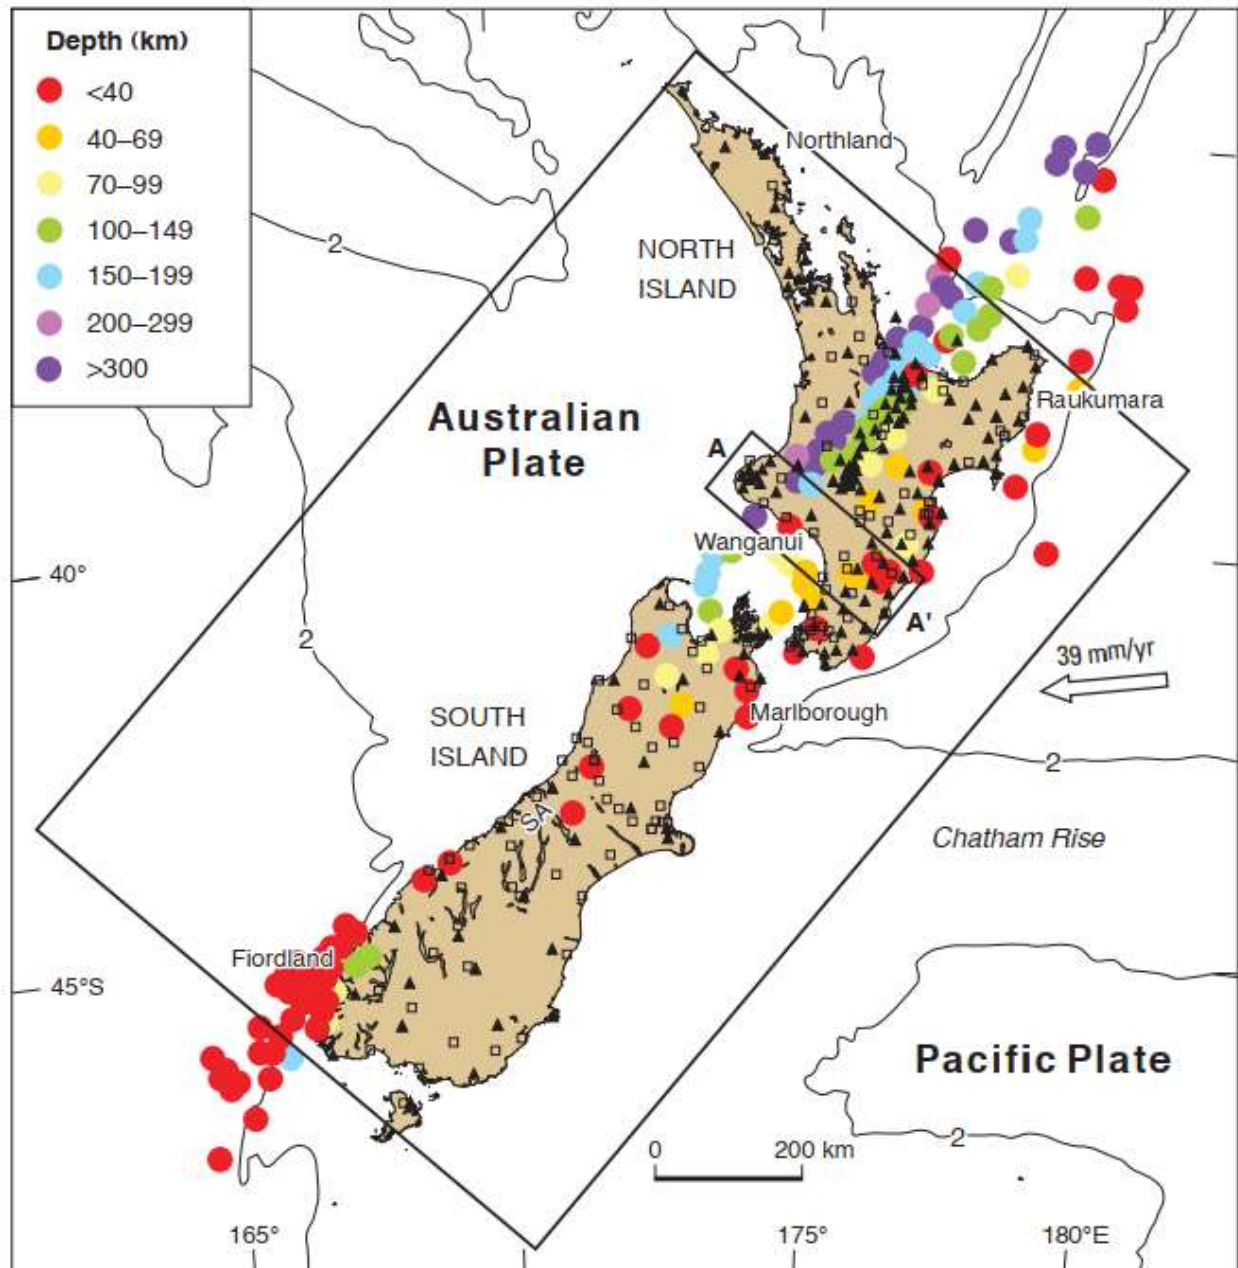 Depth (km)
<40
40–69
70–99
100–149
150–199
200–299
>300
Northland
NORTH
ISLAND
2
Australian
Plate
Raukumara
A
Wanganui
40°
A'
2
39 mm/yr
SOUTH
ISLAND
Marlborough
2
SA
Chatham Rise
Fiordland
45°S
Pacific Plate
2
0
200 km
165°
175°
180°E